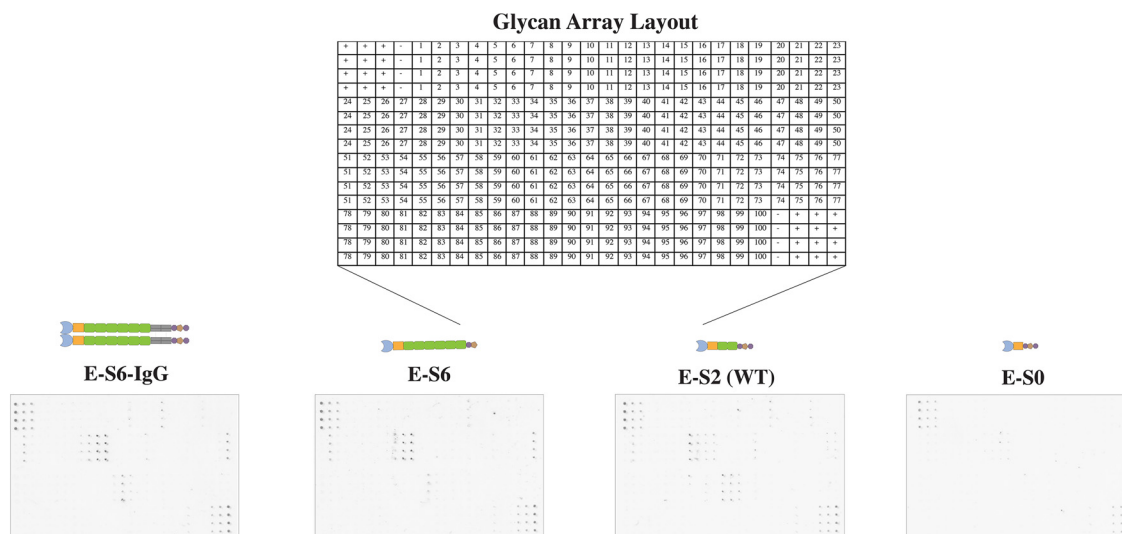 Glycan Array Layout
+ + + - 1 2 3 4 5 6 7 8 9 10 11 12 13 14 15 16 17 18 19 20 21 22 23
+ + + - 1 2 3 4 5 6 7 8 9 10 11 12 13 14 15 16 17 18 19 20 21 22 23
+ + + - 1 2 3 4 5 6 7 8 9 10 11 12 13 14 15 16 17 18 19 20 21 22 23
+ + + - 1 2 3 4 5 6 7 8 9 10 11 12 13 14 15 16 17 18 19 20 21 22 23
24 25 26 27 28 29 30 31 32 33 34 35 36 37 38 39 40 41 42 43 44 45 46 47 48 49 50
24 25 26 27 28 29 30 31 32 33 34 35 36 37 38 39 40 41 42 43 44 45 46 47 48 49 50
24 25 26 27 28 29 30 31 32 33 34 35 36 37 38 39 40 41 42 43 44 45 46 47 48 49 50
24 25 26 27 28 29 30 31 32 33 34 35 36 37 38 39 40 41 42 43 44 45 46 47 48 49 50
51 52 53 54 55 56 57 58 59 60 61 62 63 64 65 66 67 68 69 70 71 72 73 74 75 76 77
51 52 53 54 55 56 57 58 59 60 61 62 63 64 65 66 67 68 69 70 71 72 73 74 75 76 77
51 52 53 54 55 56 57 58 59 60 61 62 63 64 65 66 67 68 69 70 71 72 73 74 75 76 77
51 52 53 54 55 56 57 58 59 60 61 62 63 64 65 66 67 68 69 70 71 72 73 74 75 76 77
78 79 80 81 82 83 84 85 86 87 88 89 90 91 92 93 94 95 96 97 98 99 100 - + + +
78 79 80 81 82 83 84 85 86 87 88 89 90 91 92 93 94 95 96 97 98 99 100 - + + +
78 79 80 81 82 83 84 85 86 87 88 89 90 91 92 93 94 95 96 97 98 99 100 - + + +
78 79 80 81 82 83 84 85 86 87 88 89 90 91 92 93 94 95 96 97 98 99 100 - + + +
E-S6-IgG
E-S6
E-S2 (WT)
E-S0